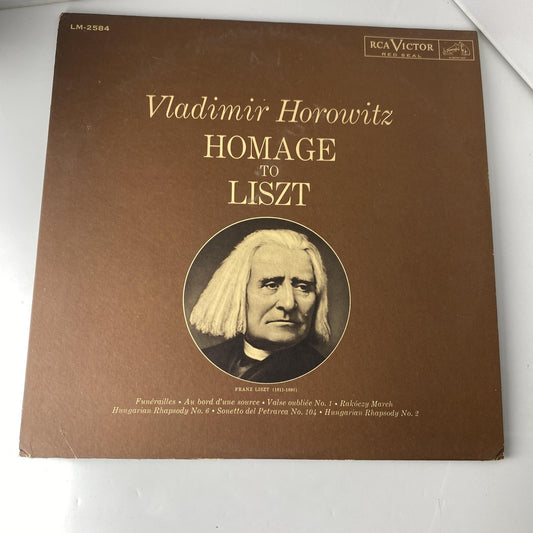 LM-2584
RCA VICTOR
RED SEAL
Vladimir Horowitz
HOMAGE
TO
LISZT
FRANZ LISZT (1811-1886)
Funérailles • Au bord d'une source • Valse oubliée No. 1 • Rakóczy March
Hungarian Rhapsody No. 6 • Sonetto del Petrarca No. 104 • Hungarian Rhapsody No. 2